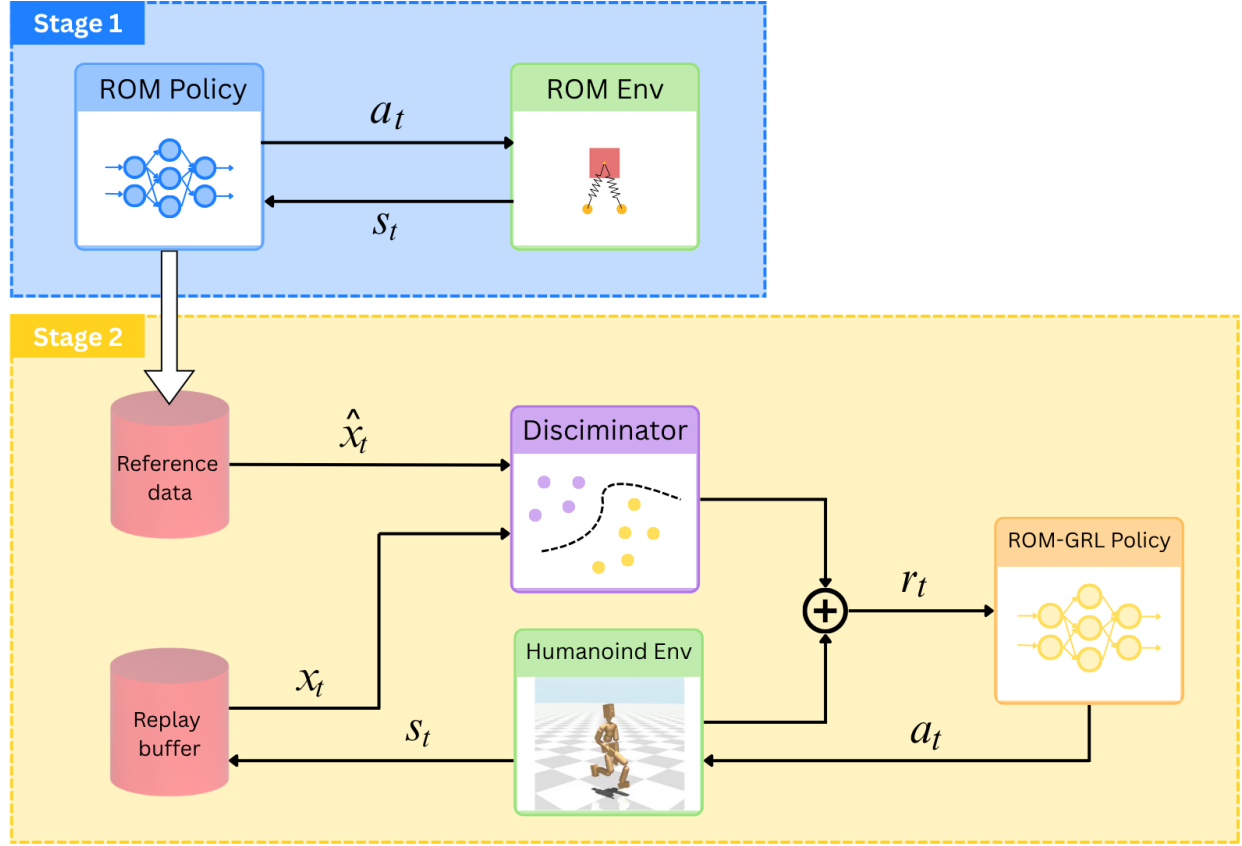 Stage 1
ROM Policy
a_t
ROM Env
s_t
Stage 2
Reference
data
x̂_t
Disciminator
ROM-GRL Policy
r_t
Humanoind Env
x_t
Replay
buffer
s_t
a_t